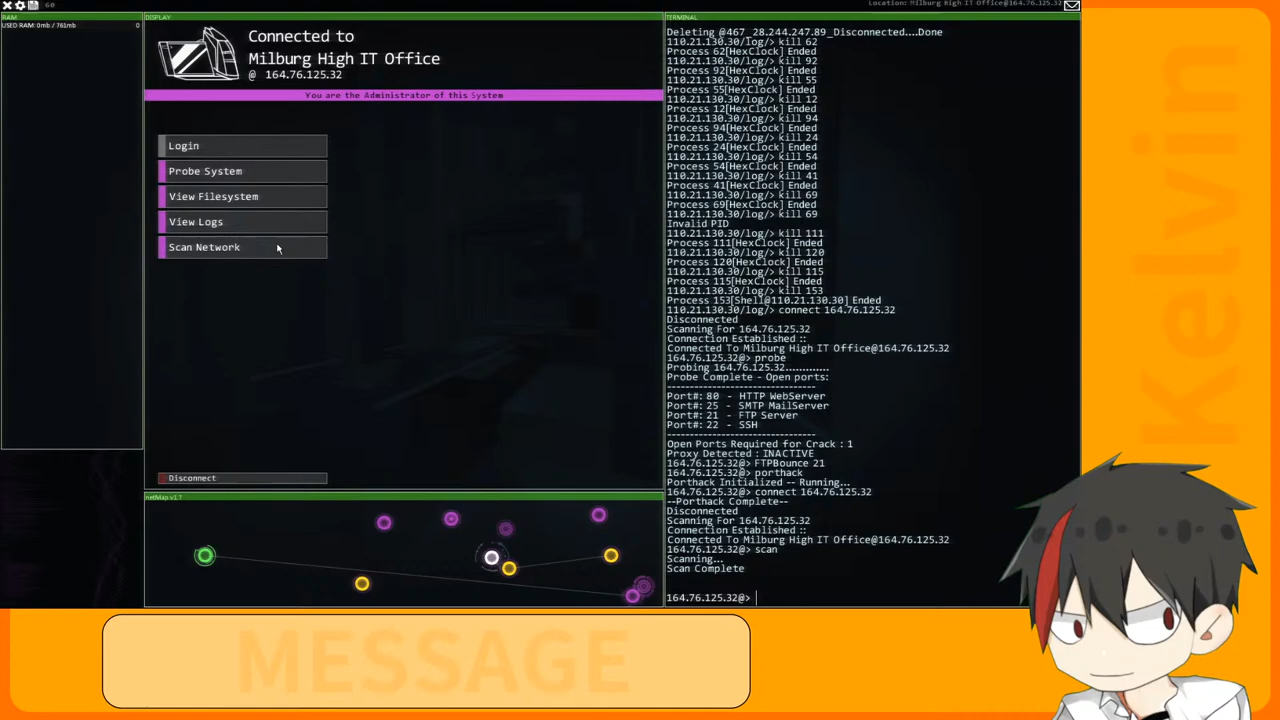 60
Location: Milburg High IT Office@164.76.125.32
RAM
USED RAM: 0mb / 761mb
0
DISPLAY
Connected to
Milburg High IT Office
@ 164.76.125.32
You are the Administrator of this System
Login
Probe System
View Filesystem
View Logs
Scan Network
Disconnect
netMap v1.7
TERMINAL
Deleting @467_28.244.247.89_Disconnected....Done
110.21.130.30/log/> kill 62
Process 62[HexClock] Ended
110.21.130.30/log/> kill 92
Process 92[HexClock] Ended
110.21.130.30/log/> kill 55
Process 55[HexClock] Ended
110.21.130.30/log/> kill 12
Process 12[HexClock] Ended
110.21.130.30/log/> kill 94
Process 94[HexClock] Ended
110.21.130.30/log/> kill 24
Process 24[HexClock] Ended
110.21.130.30/log/> kill 54
Process 54[HexClock] Ended
110.21.130.30/log/> kill 41
Process 41[HexClock] Ended
110.21.130.30/log/> kill 69
Process 69[HexClock] Ended
110.21.130.30/log/> kill 69
Invalid PID
110.21.130.30/log/> kill 111
Process 111[HexClock] Ended
110.21.130.30/log/> kill 120
Process 120[HexClock] Ended
110.21.130.30/log/> kill 115
Process 115[HexClock] Ended
110.21.130.30/log/> kill 153
Process 153[Shell@110.21.130.30] Ended
110.21.130.30/log/> connect 164.76.125.32
Disconnected
Scanning For 164.76.125.32
Connection Established ::
Connected To Milburg High IT Office@164.76.125.32
164.76.125.32@> probe
Probing 164.76.125.32.............
Probe Complete - Open ports:
---------------------------------
Port#: 80 - HTTP WebServer
Port#: 25 - SMTP MailServer
Port#: 21 - FTP Server
Port#: 22 - SSH
---------------------------------
Open Ports Required for Crack : 1
Proxy Detected : INACTIVE
164.76.125.32@> FTPBounce 21
164.76.125.32@> porthack
Porthack Initialized -- Running...
164.76.125.32@> connect 164.76.125.32
--Porthack Complete--
Disconnected
Scanning For 164.76.125.32
Connection Established ::
Connected To Milburg High IT Office@164.76.125.32
164.76.125.32@> scan
Scanning...
Scan Complete
164.76.125.32@>
Kelvin
MESSAGE